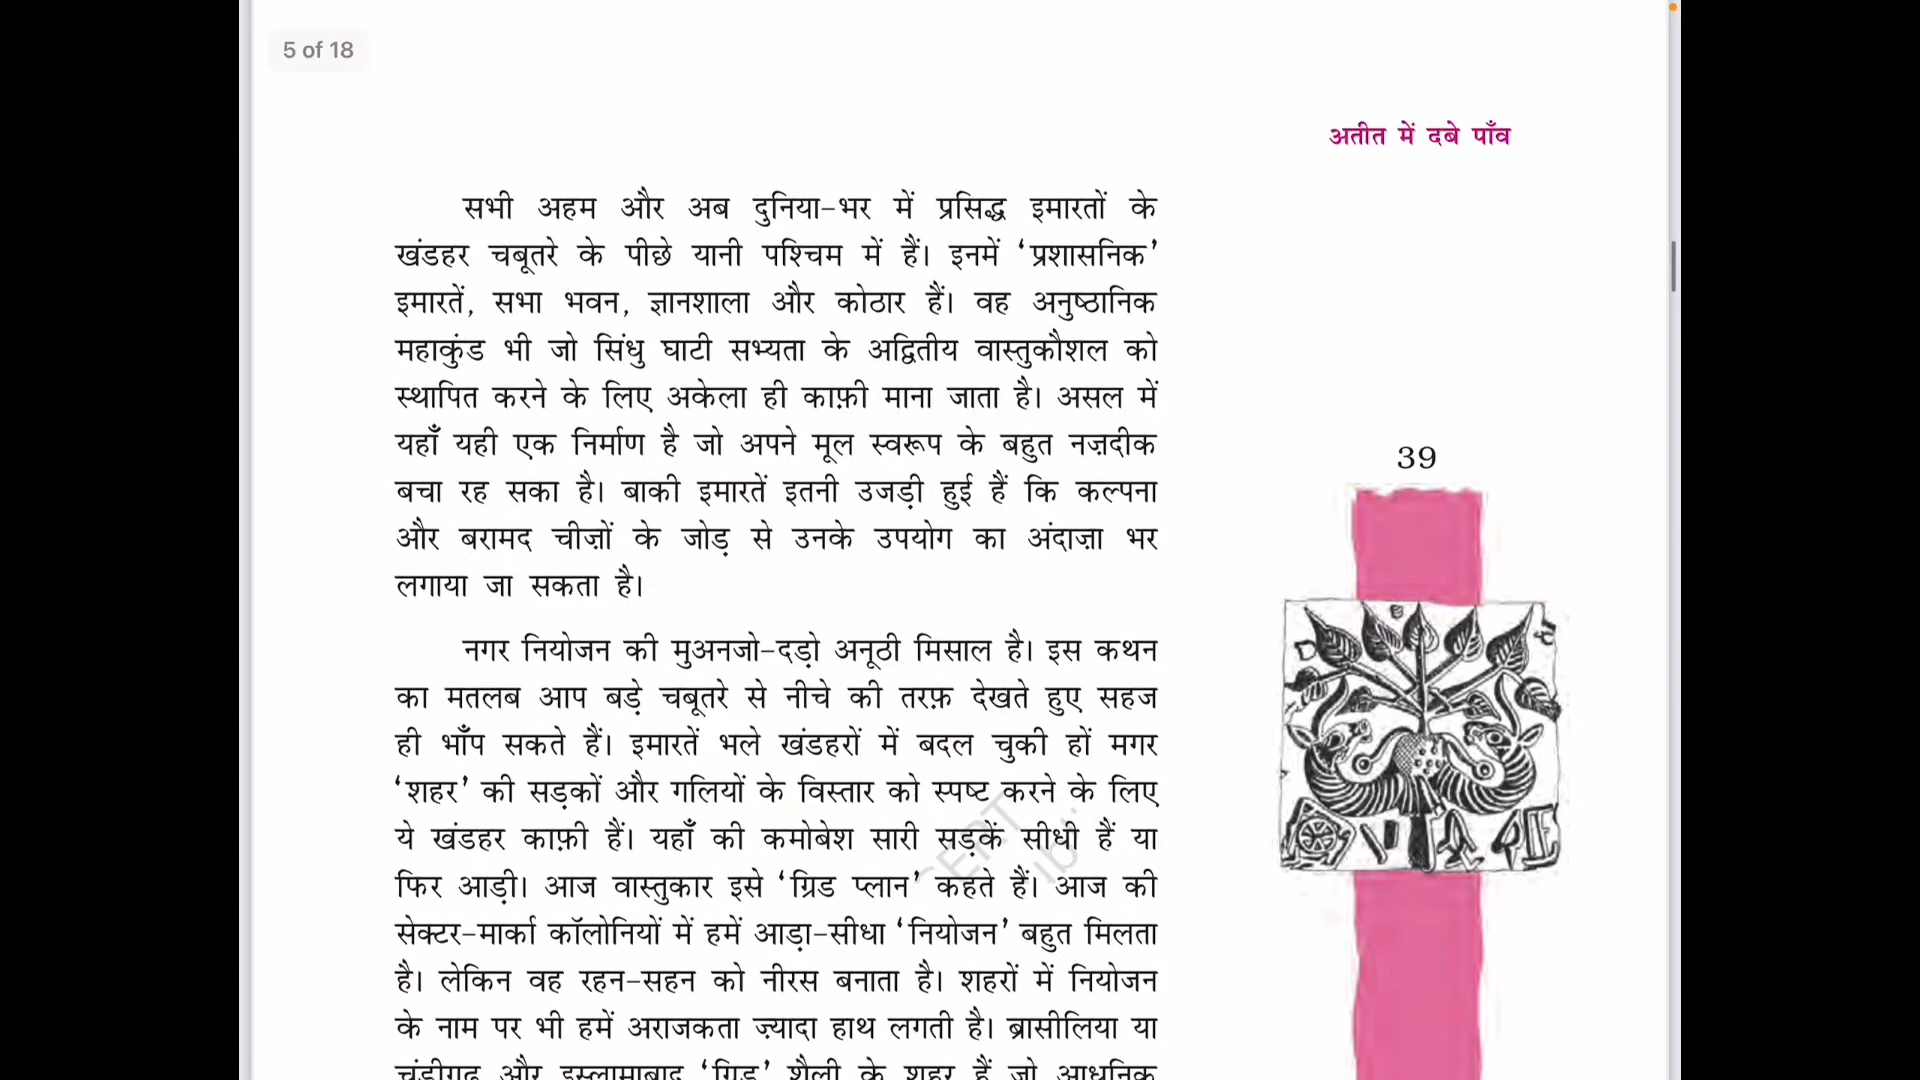 5 of 18
अतीत में दबे पाँव
सभी अहम और अब दुनिया-भर में प्रसिद्ध इमारतों के
खंडहर चबूतरे के पीछे यानी पश्चिम में हैं। इनमें ‘प्रशासनिक’
इमारतें, सभा भवन, ज्ञानशाला और कोठार हैं। वह अनुष्ठानिक
महाकुंड भी जो सिंधु घाटी सभ्यता के अद्वितीय वास्तुकौशल को
स्थापित करने के लिए अकेला ही काफ़ी माना जाता है। असल में
यहाँ यही एक निर्माण है जो अपने मूल स्वरूप के बहुत नज़दीक
बचा रह सका है। बाकी इमारतें इतनी उजड़ी हुई हैं कि कल्पना
और बरामद चीज़ों के जोड़ से उनके उपयोग का अंदाज़ा भर
लगाया जा सकता है।
39
नगर नियोजन की मुअनजो-दड़ो अनूठी मिसाल है। इस कथन
का मतलब आप बड़े चबूतरे से नीचे की तरफ़ देखते हुए सहज
ही भाँप सकते हैं। इमारतें भले खंडहरों में बदल चुकी हों मगर
‘शहर’ की सड़कों और गलियों के विस्तार को स्पष्ट करने के लिए
ये खंडहर काफ़ी हैं। यहाँ की कमोबेश सारी सड़कें सीधी हैं या
फिर आड़ी। आज वास्तुकार इसे ‘ग्रिड प्लान’ कहते हैं। आज की
सेक्टर-मार्का कॉलोनियों में हमें आड़ा-सीधा ‘नियोजन’ बहुत मिलता
है। लेकिन वह रहन-सहन को नीरस बनाता है। शहरों में नियोजन
के नाम पर भी हमें अराजकता ज़्यादा हाथ लगती है। ब्रासीलिया या
चंडीगढ़ और इस्लामाबाद ‘ग्रिड’ शैली के शहर हैं जो आधुनिक